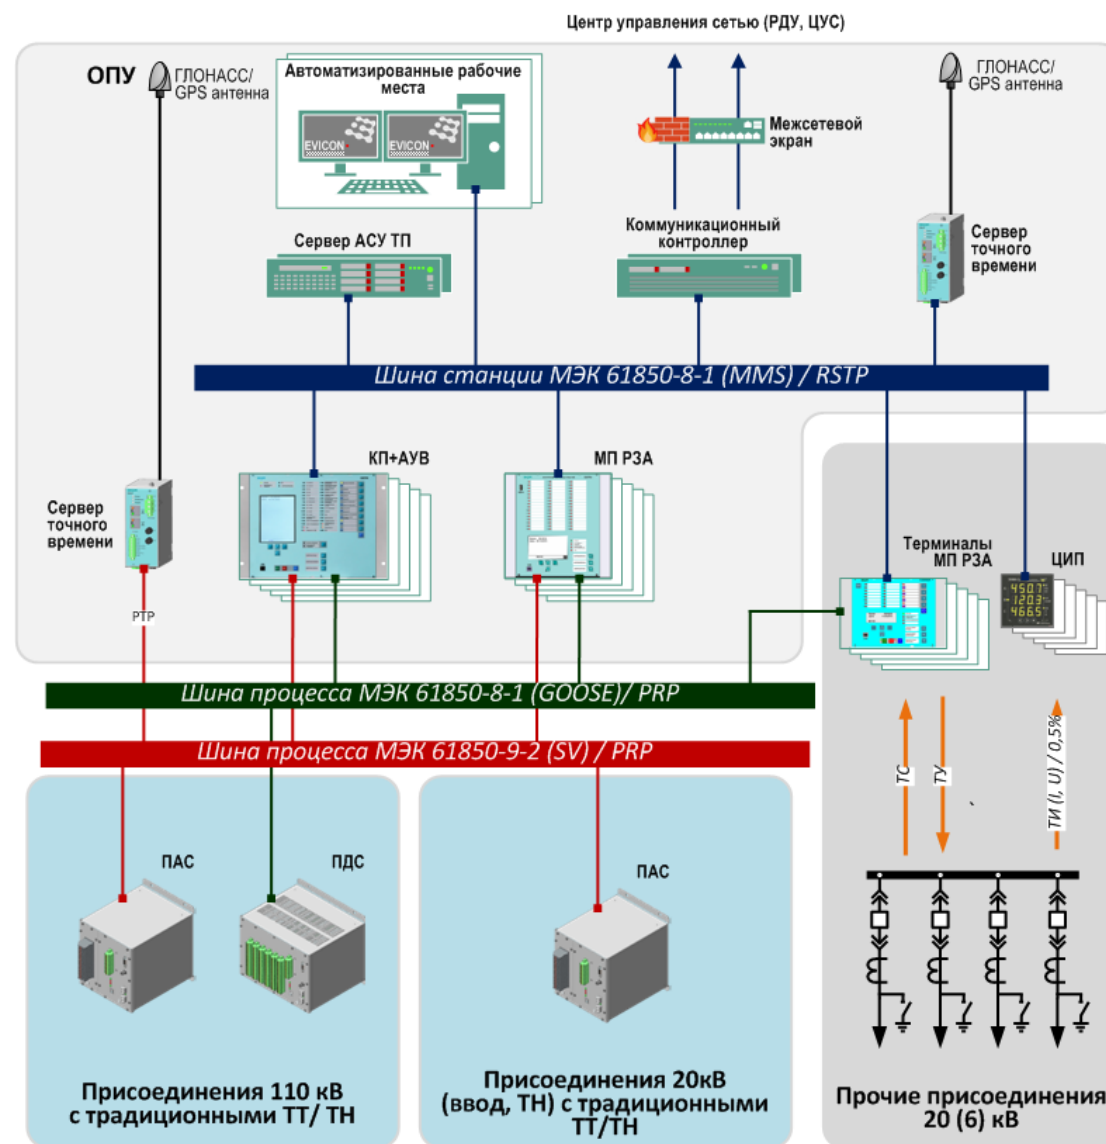 Центр управления сетью (РДУ, ЦУС)
ОПУ
ГЛОНАСС/
GPS антенна
Автоматизированные рабочие
места
EVICON
EVICON
Межсетевой
экран
ГЛОНАСС/
GPS антенна
Сервер АСУ ТП
Коммуникационный
контроллер
Сервер
точного
времени
Шина станции МЭК 61850-8-1 (MMS) / RSTP
КП+АУВ
МП РЗА
Сервер
точного
времени
Терминалы
МП РЗА
ЦИП
450.7
120.3
466.5
PTP
Шина процесса МЭК 61850-8-1 (GOOSE)/ PRP
Шина процесса МЭК 61850-9-2 (SV) / PRP
ТС
ТУ
ТИ (I, U) / 0,5%
ПАС
ПДС
ПАС
Присоединения 110 кВ
с традиционными ТТ/ ТН
Присоединения 20кВ
(ввод, ТН) с традиционными
ТТ/ТН
Прочие присоединения
20 (6) кВ